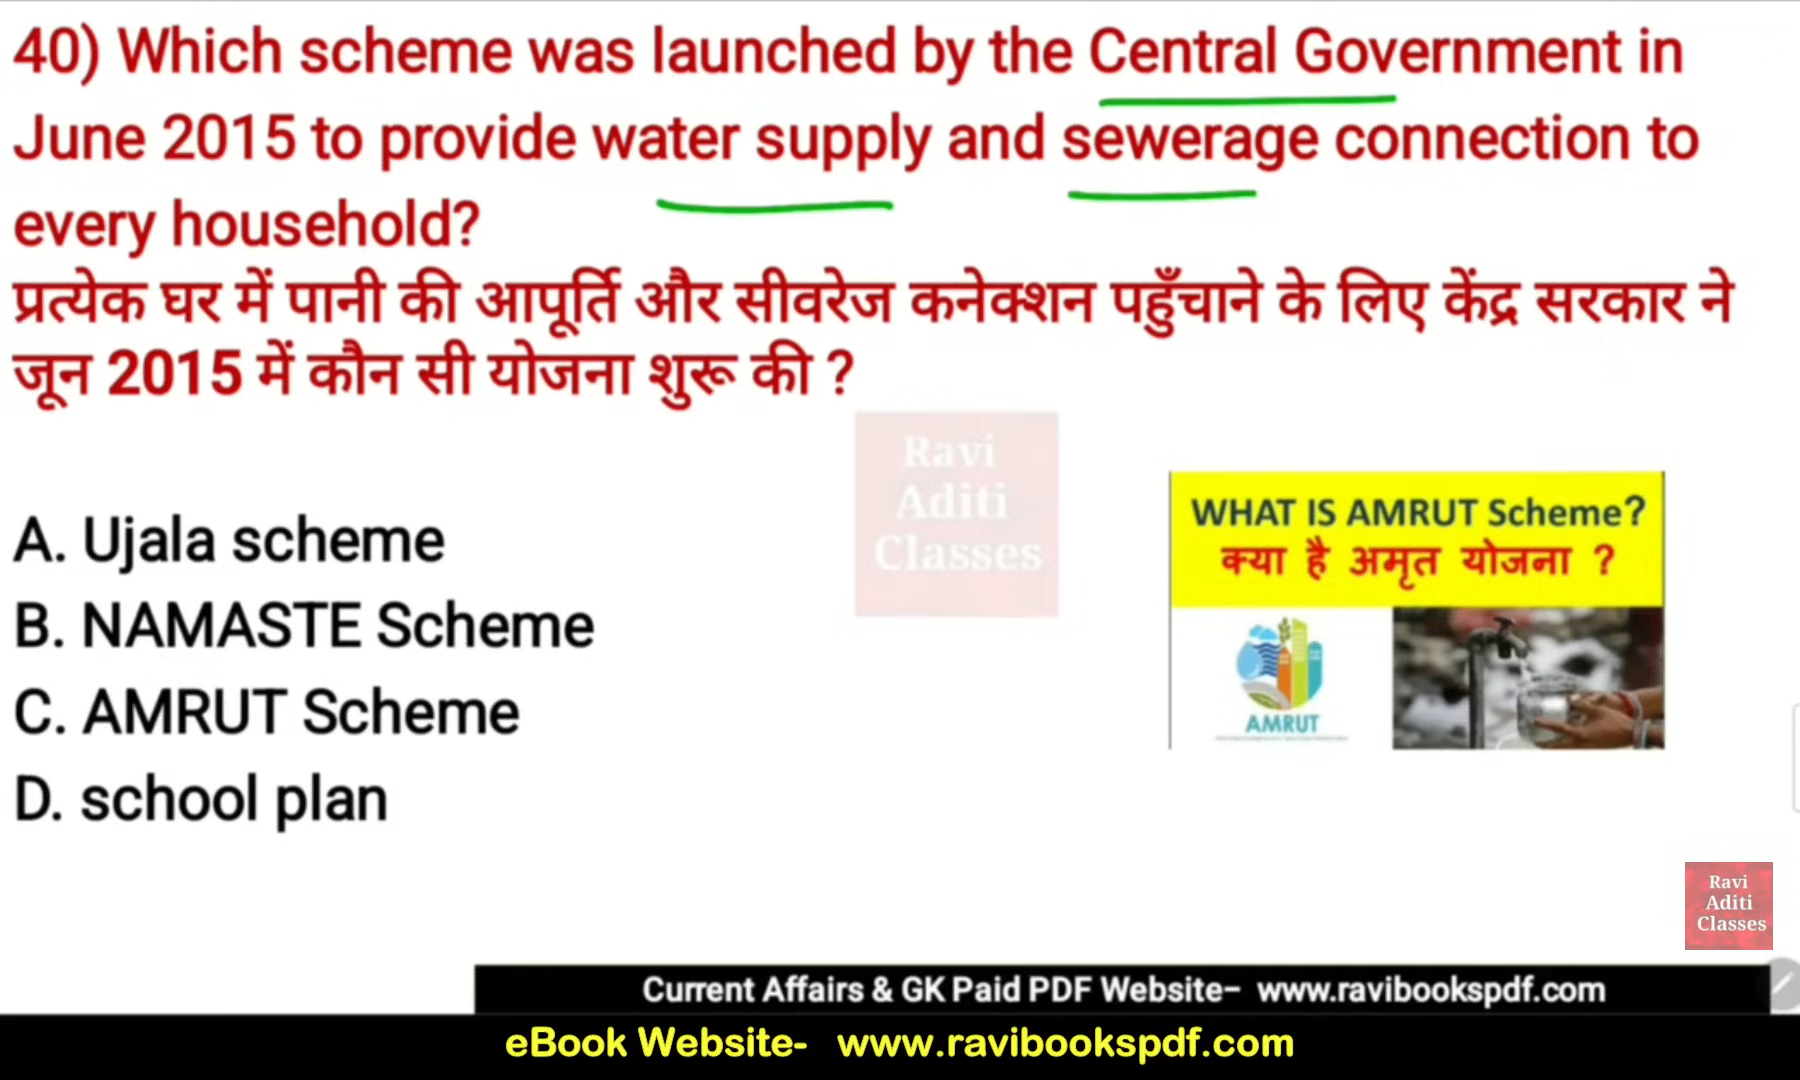 40) Which scheme was launched by the Central Government in
June 2015 to provide water supply and sewerage connection to
every household?
प्रत्येक घर में पानी की आपूर्ति और सीवरेज कनेक्शन पहुँचाने के लिए केंद्र सरकार ने
जून 2015 में कौन सी योजना शुरू की ?
Ravi
Aditi
Classes
WHAT IS AMRUT Scheme?
क्या है अमृत योजना ?
AMRUT
A. Ujala scheme
B. NAMASTE Scheme
C. AMRUT Scheme
D. school plan
Ravi
Aditi
Classes
Current Affairs & GK Paid PDF Website– www.ravibookspdf.com
eBook Website- www.ravibookspdf.com